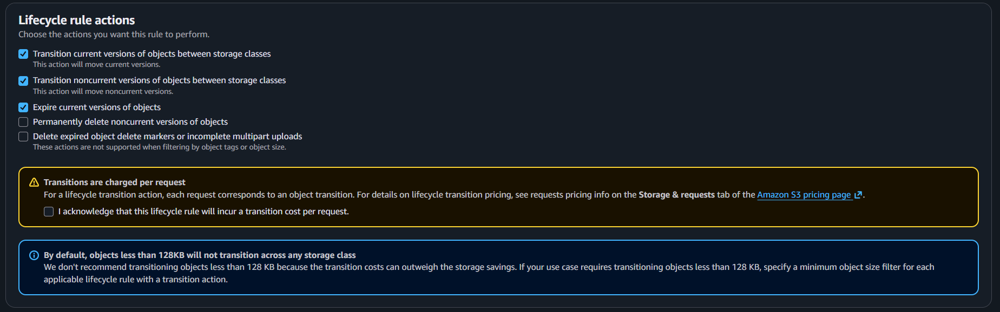 Lifecycle rule actions
Choose the actions you want this rule to perform.
Transition current versions of objects between storage classes
This action will move current versions.
Transition noncurrent versions of objects between storage classes
This action will move noncurrent versions.
Expire current versions of objects
Permanently delete noncurrent versions of objects
Delete expired object delete markers or incomplete multipart uploads
These actions are not supported when filtering by object tags or object size.
Transitions are charged per request
For a lifecycle transition action, each request corresponds to an object transition. For details on lifecycle transition pricing, see requests pricing info on the Storage & requests tab of the Amazon S3 pricing page.
I acknowledge that this lifecycle rule will incur a transition cost per request.
By default, objects less than 128KB will not transition across any storage class
We don't recommend transitioning objects less than 128 KB because the transition costs can outweigh the storage savings. If your use case requires transitioning objects less than 128 KB, specify a minimum object size filter for each
applicable lifecycle rule with a transition action.